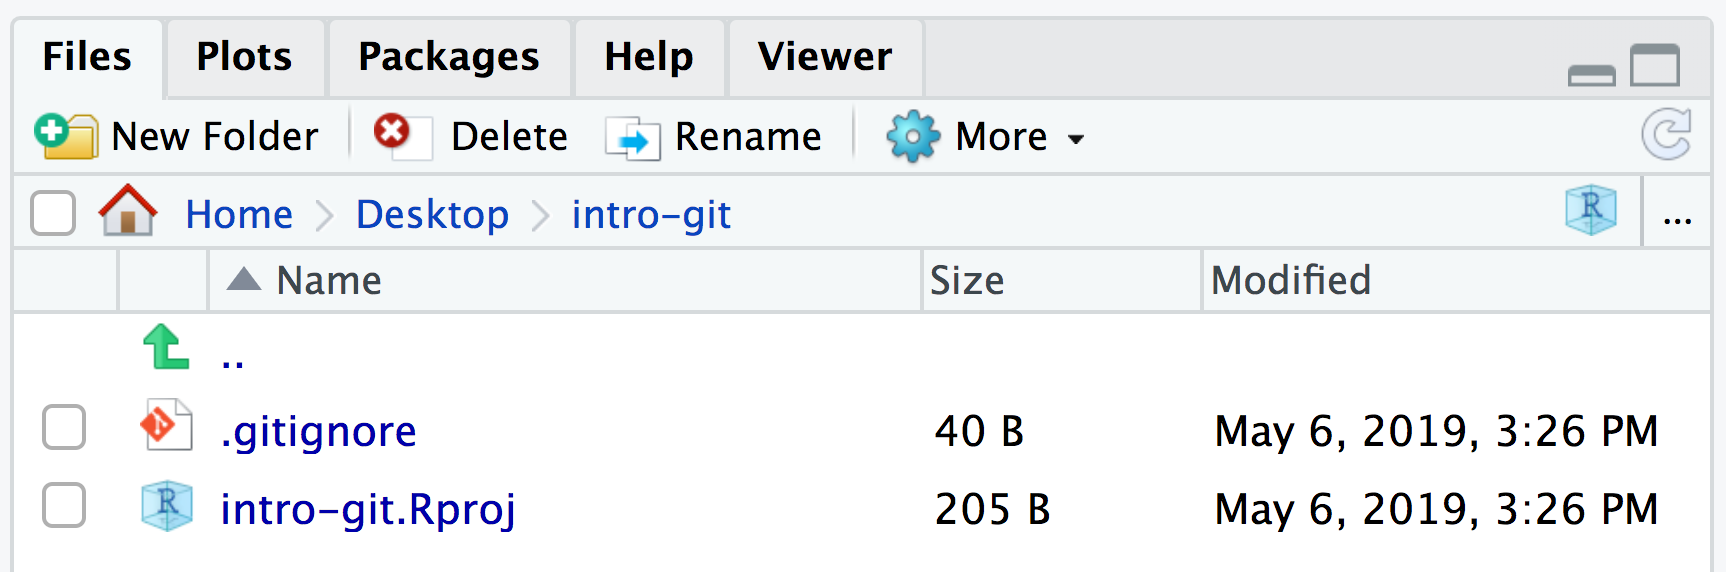 Files Plots Packages Help Viewer
New Folder Delete Rename More
Home Desktop intro-git ...
Name Size Modified
..
.gitignore 40 B May 6, 2019, 3:26 PM
intro-git.Rproj 205 B May 6, 2019, 3:26 PM